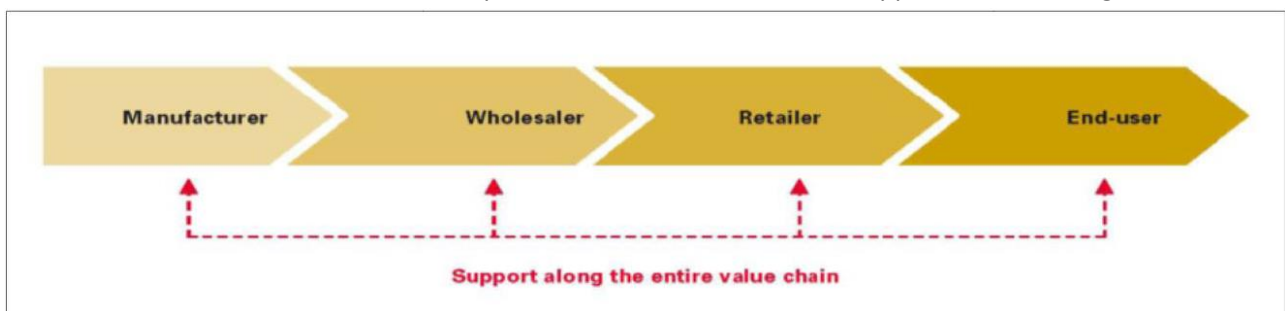 Manufacturer
Wholesaler
Retailer
End-user
Support along the entire value chain